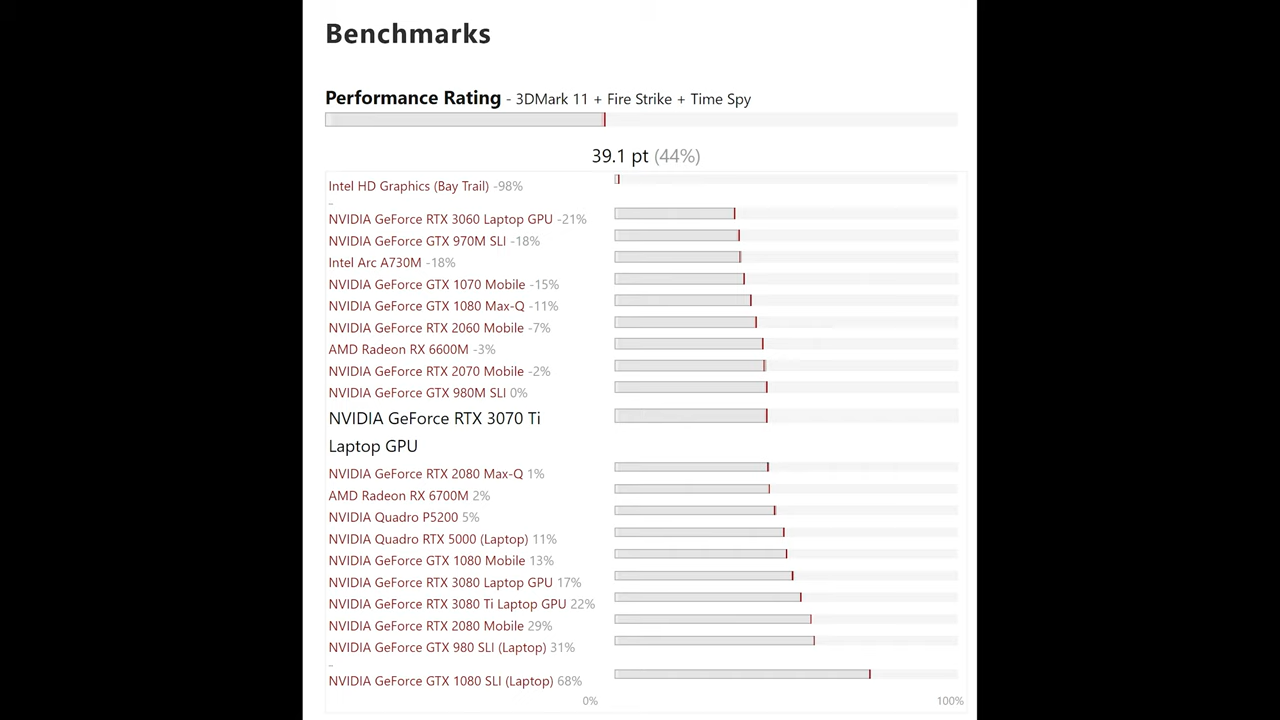 Benchmarks
Performance Rating - 3DMark 11 + Fire Strike + Time Spy
39.1 pt (44%)
Intel HD Graphics (Bay Trail) -98%
-
NVIDIA GeForce RTX 3060 Laptop GPU -21%
NVIDIA GeForce GTX 970M SLI -18%
Intel Arc A730M -18%
NVIDIA GeForce GTX 1070 Mobile -15%
NVIDIA GeForce GTX 1080 Max-Q -11%
NVIDIA GeForce RTX 2060 Mobile -7%
AMD Radeon RX 6600M -3%
NVIDIA GeForce RTX 2070 Mobile -2%
NVIDIA GeForce GTX 980M SLI 0%
NVIDIA GeForce RTX 3070 Ti
Laptop GPU
NVIDIA GeForce RTX 2080 Max-Q 1%
AMD Radeon RX 6700M 2%
NVIDIA Quadro P5200 5%
NVIDIA Quadro RTX 5000 (Laptop) 11%
NVIDIA GeForce GTX 1080 Mobile 13%
NVIDIA GeForce RTX 3080 Laptop GPU 17%
NVIDIA GeForce RTX 3080 Ti Laptop GPU 22%
NVIDIA GeForce RTX 2080 Mobile 29%
NVIDIA GeForce GTX 980 SLI (Laptop) 31%
-
NVIDIA GeForce GTX 1080 SLI (Laptop) 68%
0% 100%